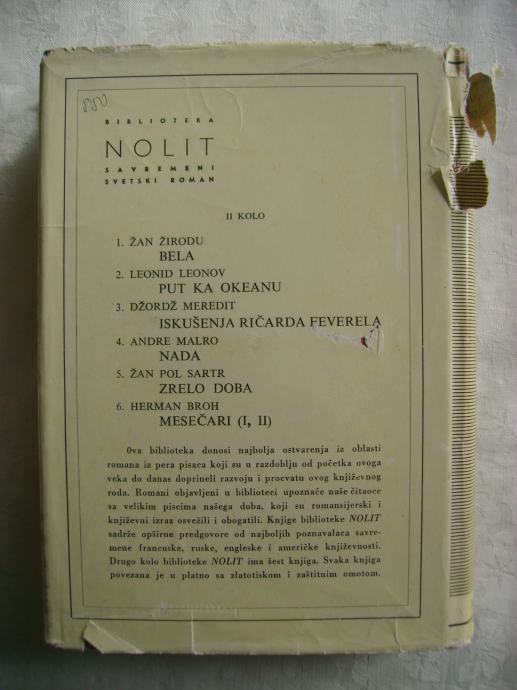 BIBLIOTEKA
NOLIT
SAVREMENI
SVETSKI ROMAN
II KOLO
1. ŽAN ŽIRODU
BELA
2. LEONID LEONOV
PUT KA OKEANU
3. DŽORDŽ MEREDIT
ISKUŠENJA RIČARDA FEVERELA
4. ANDRE MALRO
NADA
5. ŽAN POL SARTR
ZRELO DOBA
6. HERMAN BROH
MESEČARI (I, II)
Ova biblioteka donosi najbolja ostvarenja iz oblasti
romana iz pera pisaca koji su u razdoblju od početka ovoga
veka do danas doprineli razvoju i procvatu ovog književnog
roda. Romani objavljeni u biblioteci upoznaće naše čitaoce
sa velikim piscima našega doba, koji su romansijerski i
književni izraz osvežili i obogatili. Knjige biblioteke NOLIT
sadrže opširne predgovore od najboljih poznavalaca savre-
mene francuske, ruske, engleske i američke književnosti.
Drugo kolo biblioteke NOLIT ima šest knjiga. Svaka knjiga
povezana je u platno sa zlatotiskom i zaštitnim omotom.